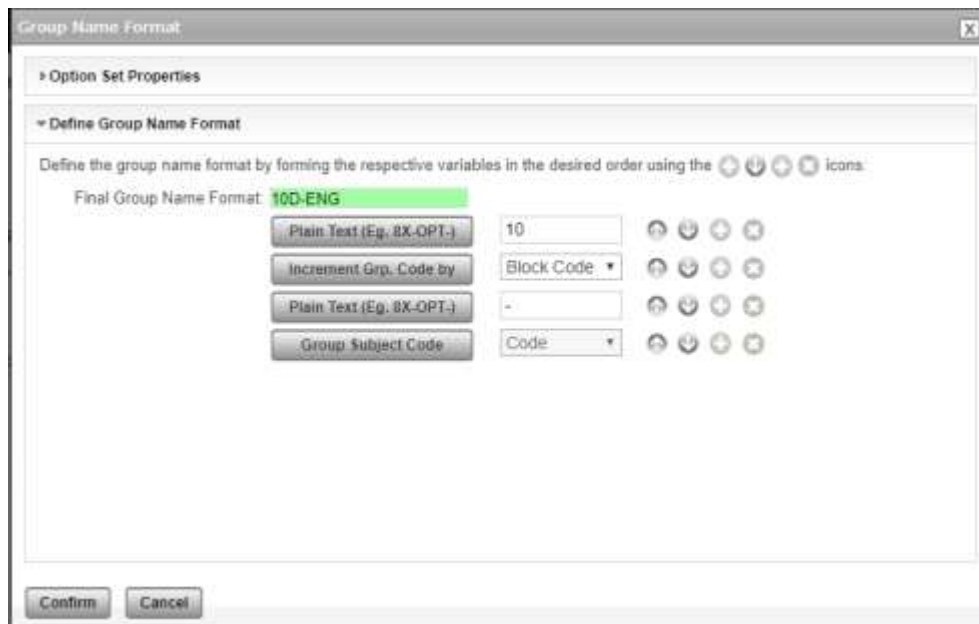 Group Name Format X
Option Set Properties
Define Group Name Format
Define the group name format by forming the respective variables in the desired order using the icons.
Final Group Name Format: 10D-ENG
Plain Text (Eg. 8X-OPT-) 10
Increment Grp. Code by Block Code
Plain Text (Eg. 8X-OPT-) -
Group Subject Code Code
Confirm Cancel